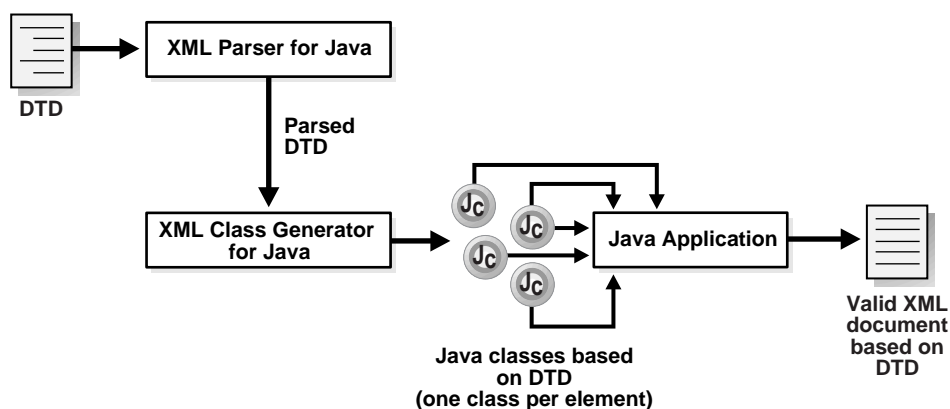 XML Parser for Java
DTD
Parsed
DTD
XML Class Generator
for Java
Jc
Jc
Jc
Jc
Java Application
Valid XML
document
based on
DTD
Java classes based
on DTD
(one class per element)